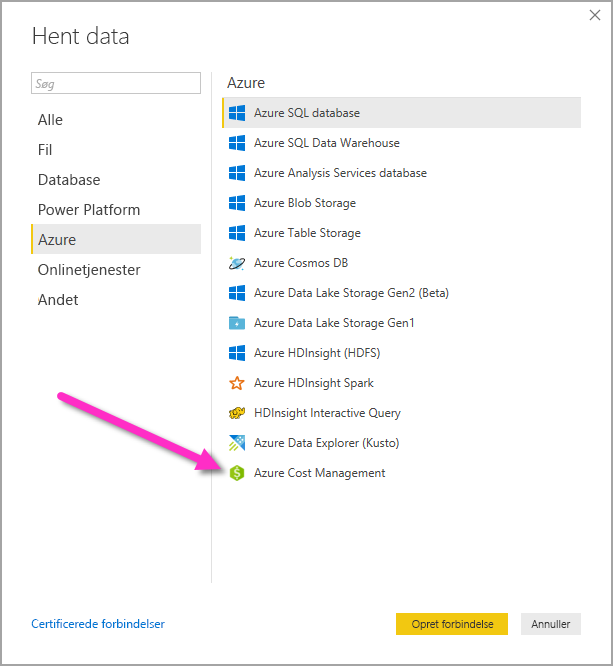 Hent data
Søg
Alle
Fil
Database
Power Platform
Azure
Onlinetjenester
Andet
Azure
Azure SQL database
Azure SQL Data Warehouse
Azure Analysis Services database
Azure Blob Storage
Azure Table Storage
Azure Cosmos DB
Azure Data Lake Storage Gen2 (Beta)
Azure Data Lake Storage Gen1
Azure HDInsight (HDFS)
Azure HDInsight Spark
HDInsight Interactive Query
Azure Data Explorer (Kusto)
Azure Cost Management
Certificerede forbindelser
Opret forbindelse
Annuller